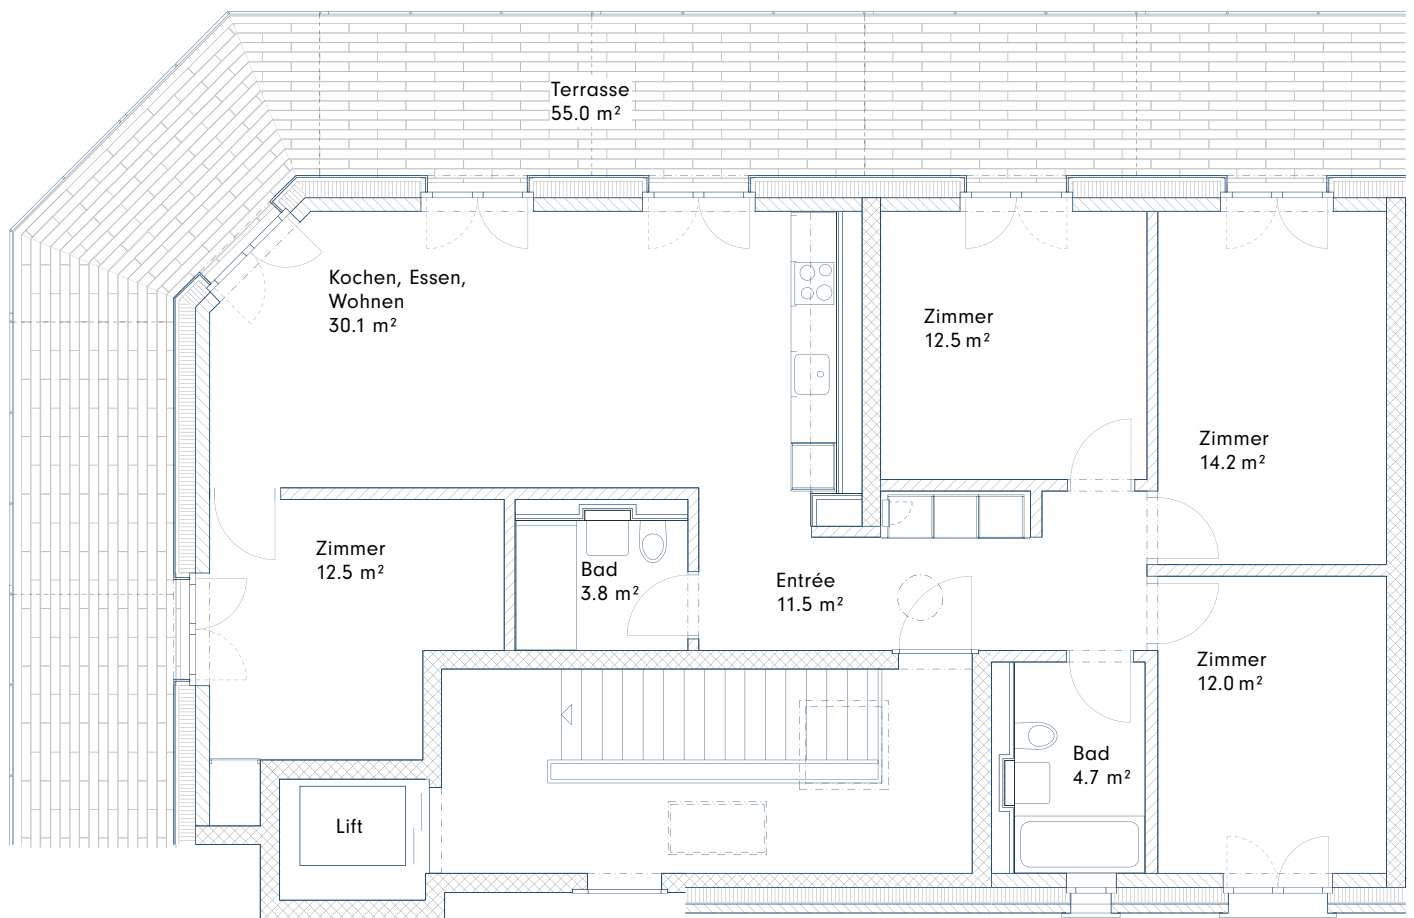 Terrasse
55.0 m²
Kochen, Essen,
Wohnen
30.1 m²
Zimmer
12.5 m²
Zimmer
14.2 m²
Zimmer
12.5 m²
Bad
3.8 m²
Entrée
11.5 m²
Zimmer
12.0 m²
Bad
4.7 m²
Lift